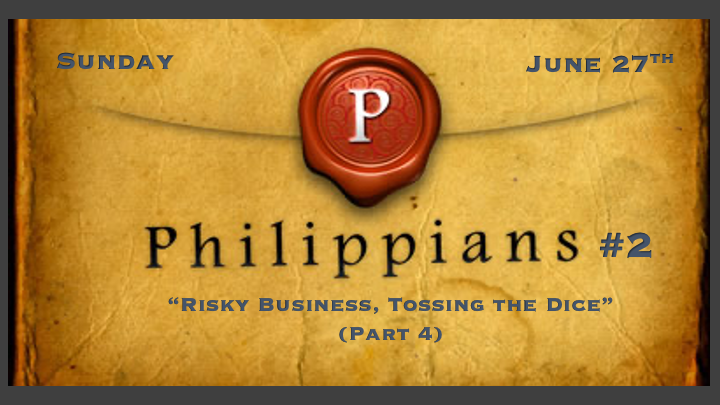 Sunday
June 27th
P
Philippians #2
“Risky Business, Tossing the Dice”
(Part 4)